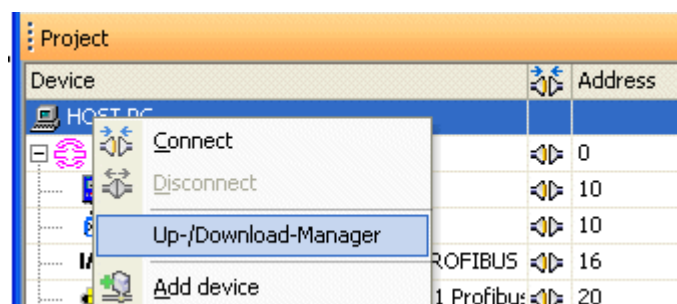 Project
Device Address
HOST PC
Connect
0
Disconnect
10
Up-/Download-Manager
10
ROFIBUS 16
Add device
1 Profibus 20